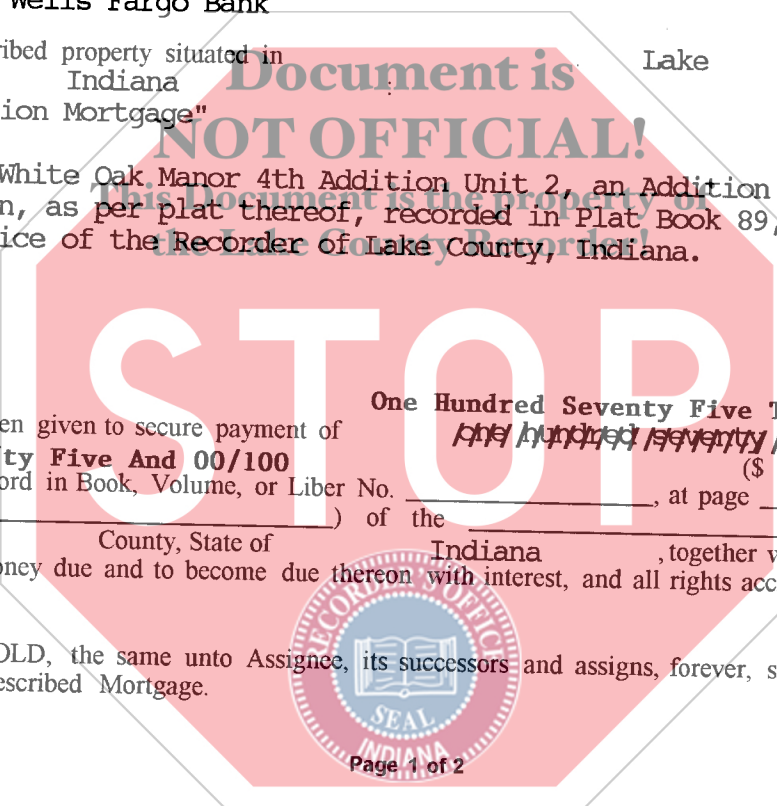 Wells Fargo Bank
ribed property situated in Lake
Document is
Indiana
ion Mortgage"
NOT OFFICIAL!
White Oak Manor 4th Addition Unit 2, an Addition
This Document is the property of
n, as per plat thereof, recorded in Plat Book 89,
the Lake County Recorder!
ice of the Recorder of Lake County, Indiana.
STOP
One Hundred Seventy Five T
en given to secure payment of one hundred seventy
ty Five And 00/100 ($
ord in Book, Volume, or Liber No. , at page
) of the
County, State of Indiana , together w
oney due and to become due thereon with interest, and all rights acc
RECORDER'S OFFICE
OLD, the same unto Assignee, its successors and assigns, forever, s
escribed Mortgage.
SEAL
INDIANA
Page 1 of 2